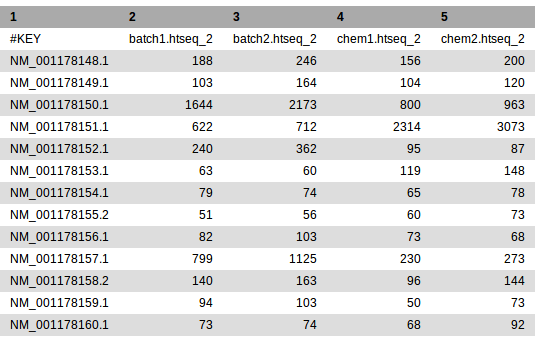 1 2 3 4 5
#KEY batch1.htseq_2 batch2.htseq_2 chem1.htseq_2 chem2.htseq_2
NM_001178148.1 188 246 156 200
NM_001178149.1 103 164 104 120
NM_001178150.1 1644 2173 800 963
NM_001178151.1 622 712 2314 3073
NM_001178152.1 240 362 95 87
NM_001178153.1 63 60 119 148
NM_001178154.1 79 74 65 78
NM_001178155.2 51 56 60 73
NM_001178156.1 82 103 73 68
NM_001178157.1 799 1125 230 273
NM_001178158.2 140 163 96 144
NM_001178159.1 94 103 50 73
NM_001178160.1 73 74 68 92